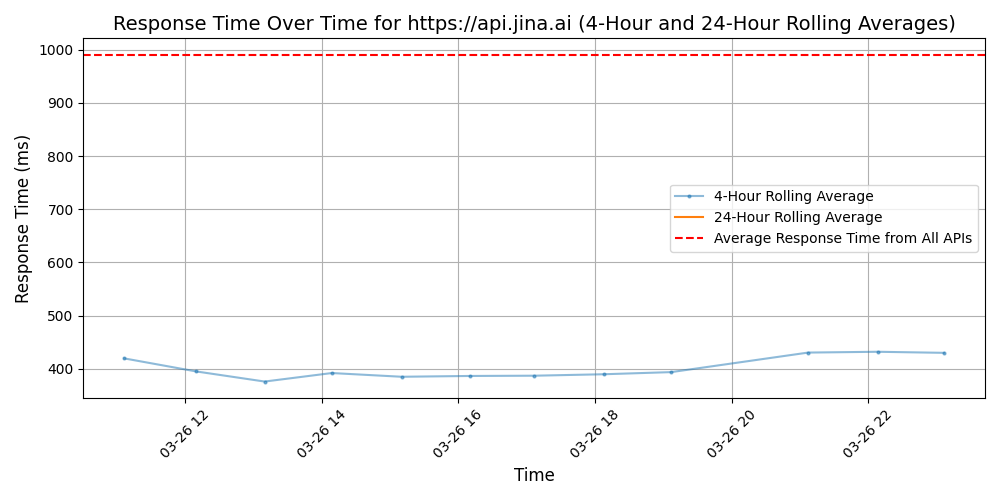 Response Time Over Time for https://api.jina.ai (4-Hour and 24-Hour Rolling Averages)
Response Time (ms)
1000
900
800
700
600
500
400
4-Hour Rolling Average
24-Hour Rolling Average
Average Response Time from All APIs
03-26 12
03-26 14
03-26 16
03-26 18
03-26 20
03-26 22
Time